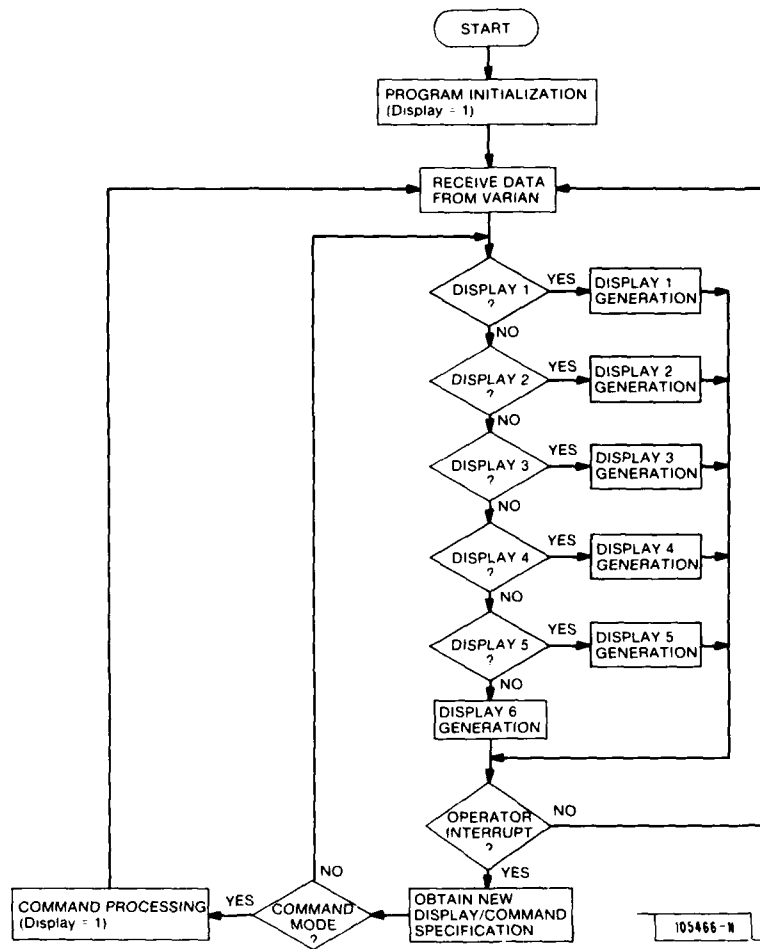 START
PROGRAM INITIALIZATION
(Display = 1)
RECEIVE DATA
FROM VARIAN
DISPLAY 1
?
YES
DISPLAY 1
GENERATION
NO
DISPLAY 2
?
YES
DISPLAY 2
GENERATION
NO
DISPLAY 3
?
YES
DISPLAY 3
GENERATION
NO
DISPLAY 4
?
YES
DISPLAY 4
GENERATION
NO
DISPLAY 5
?
YES
DISPLAY 5
GENERATION
NO
DISPLAY 6
GENERATION
OPERATOR
INTERRUPT
?
NO
YES
OBTAIN NEW
DISPLAY/COMMAND
SPECIFICATION
COMMAND
MODE
?
NO
YES
COMMAND PROCESSING
(Display = 1)
105466-N